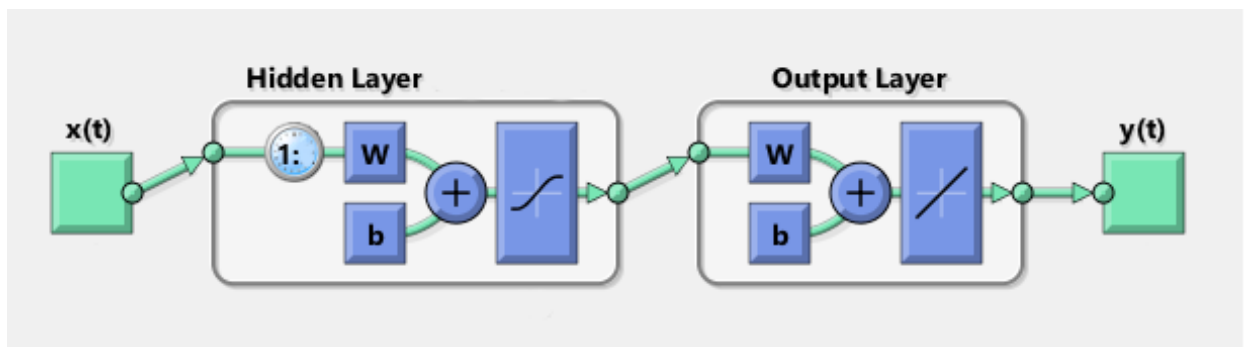 Hidden Layer
Output Layer
x(t)
y(t)
1:
W
b
+
W
b
+